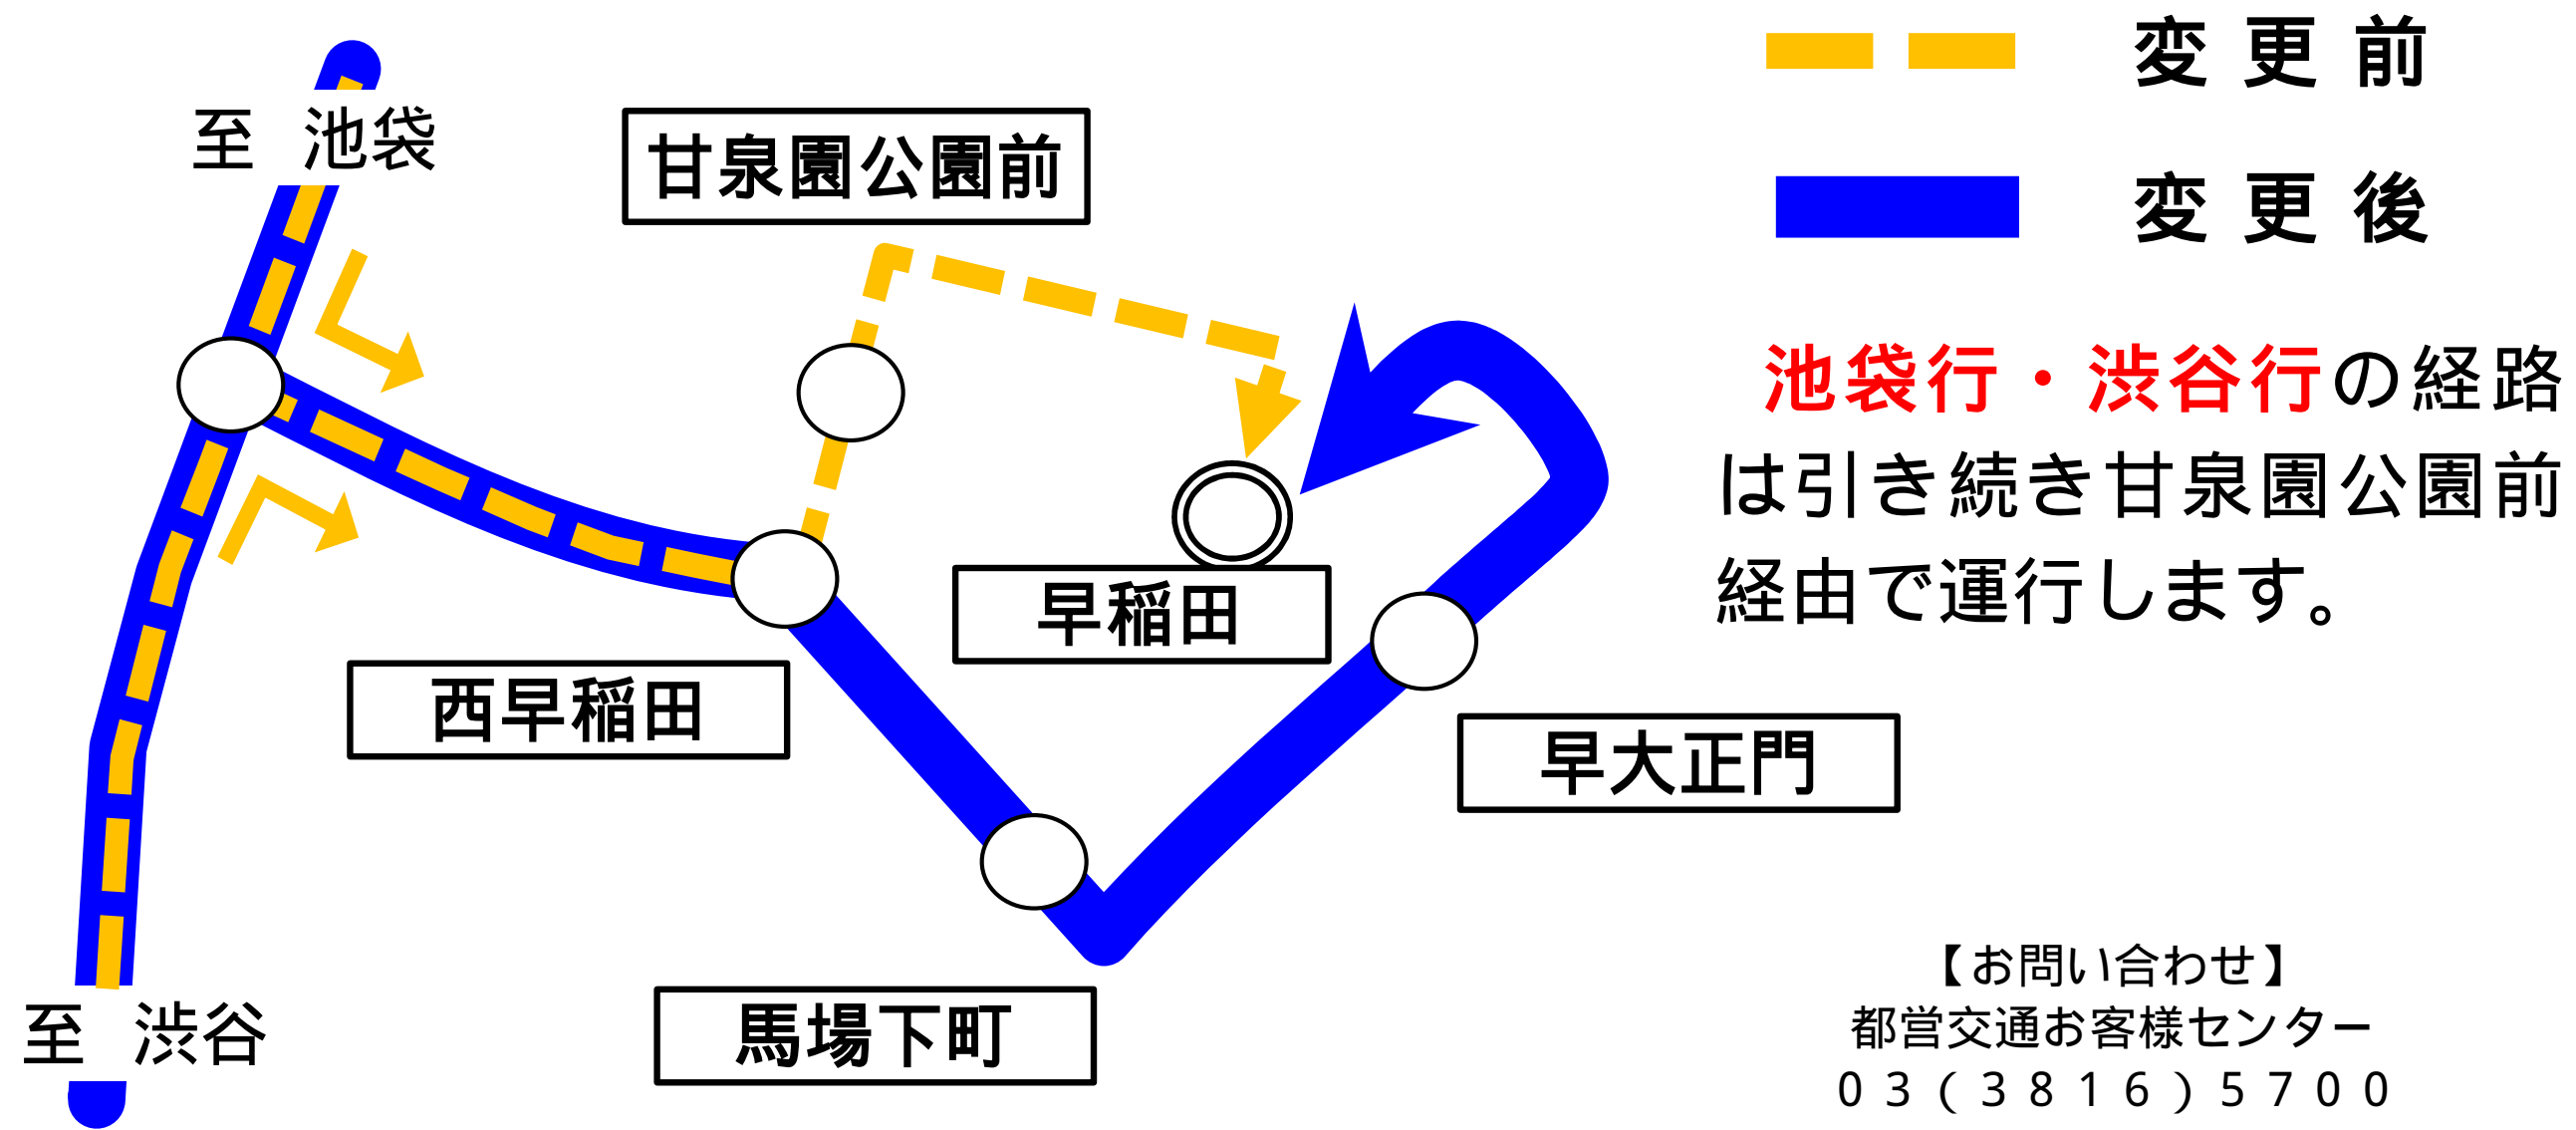 変更前
変更後
至 池袋
甘泉園公園前
池袋行・渋谷行の経路
は引き続き甘泉園公園前
経由で運行します。
早稲田
西早稲田
早大正門
馬場下町
至 渋谷
【お問い合わせ】
都営交通お客様センター
０３（３８１６）５７００